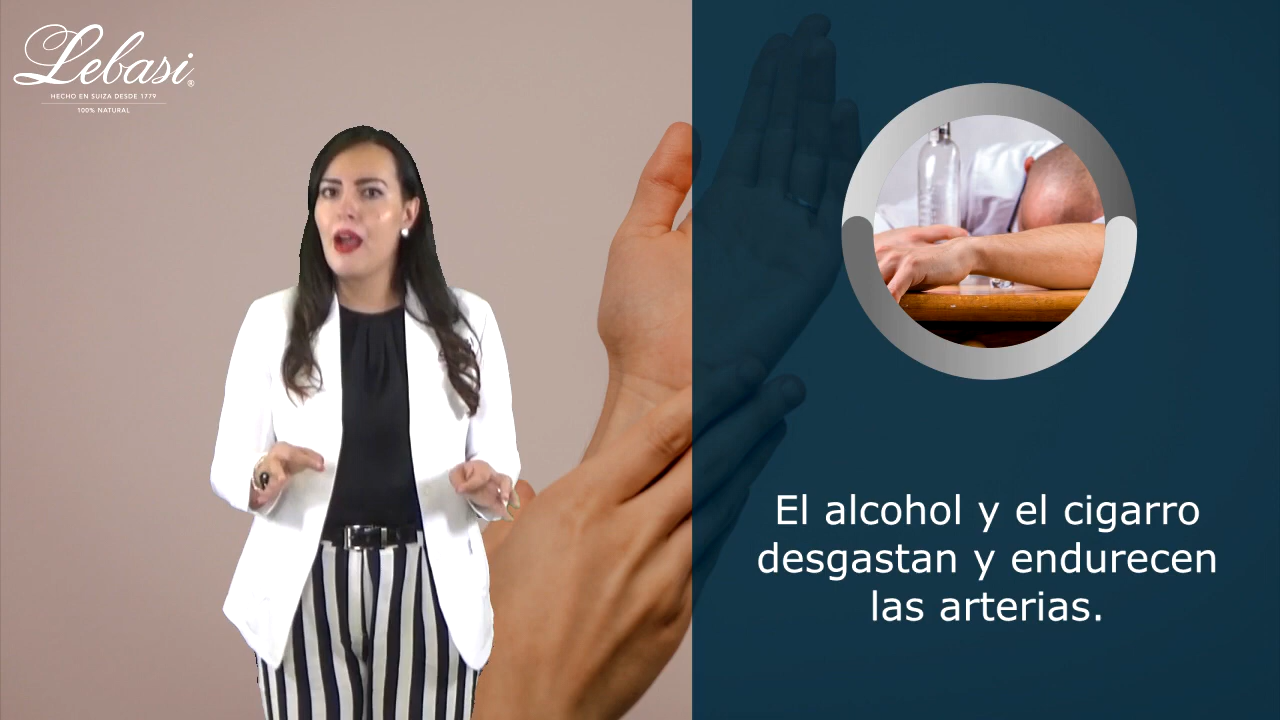 Lebasi®
HECHO EN SUIZA DESDE 1779
100% NATURAL
El alcohol y el cigarro
desgastan y endurecen
las arterias.